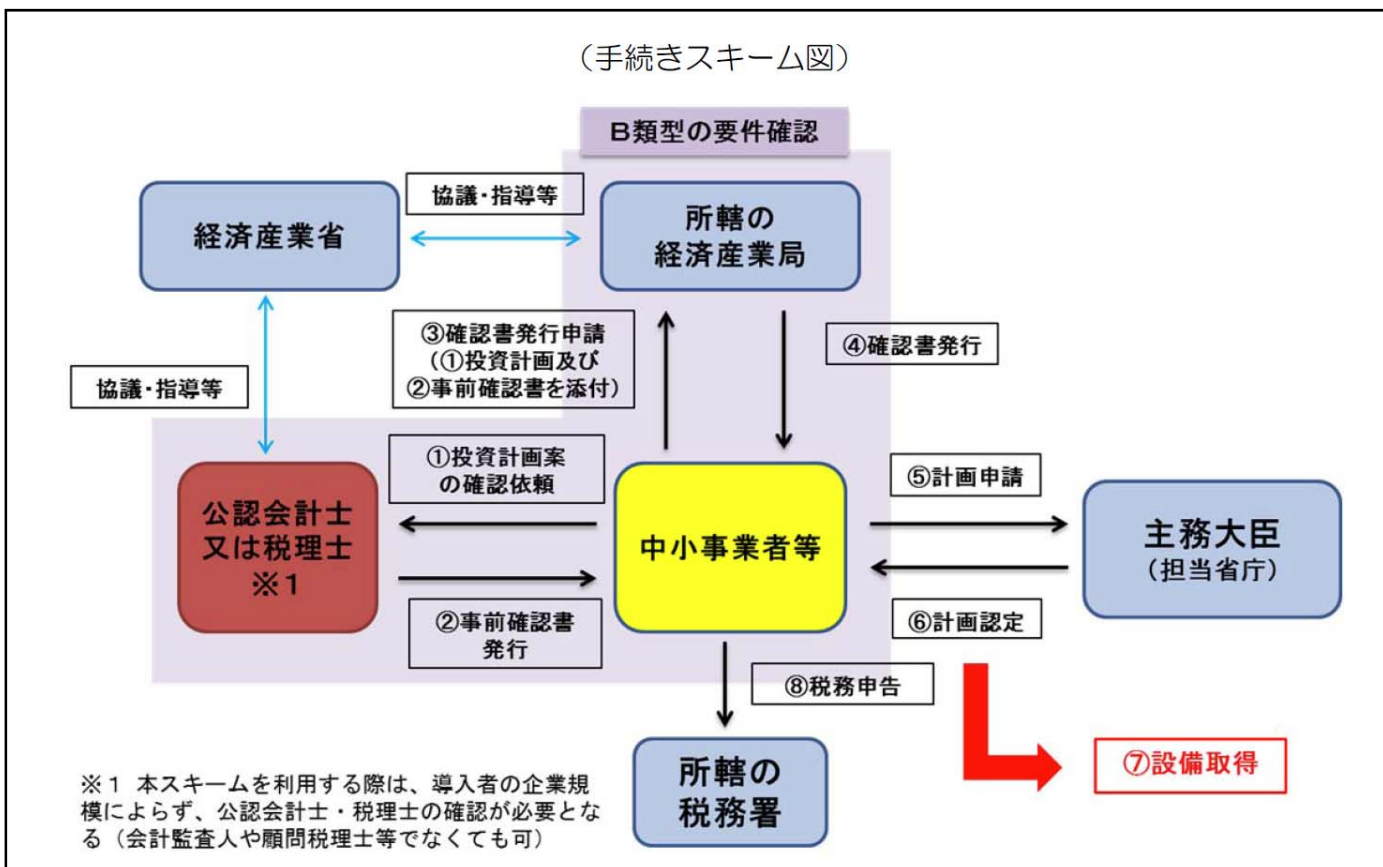 （手続きスキーム図）
B類型の要件確認
経済産業省
協議・指導等
所轄の
経済産業局
③確認書発行申請
（①投資計画及び
②事前確認書を添付）
④確認書発行
協議・指導等
①投資計画案
の確認依頼
公認会計士
又は税理士
※1
中小事業者等
⑤計画申請
主務大臣
（担当省庁）
②事前確認書
発行
⑥計画認定
⑧税務申告
⑦設備取得
所轄の
税務署
※１ 本スキームを利用する際は、導入者の企業規
模によらず、公認会計士・税理士の確認が必要とな
る（会計監査人や顧問税理士等でなくても可）